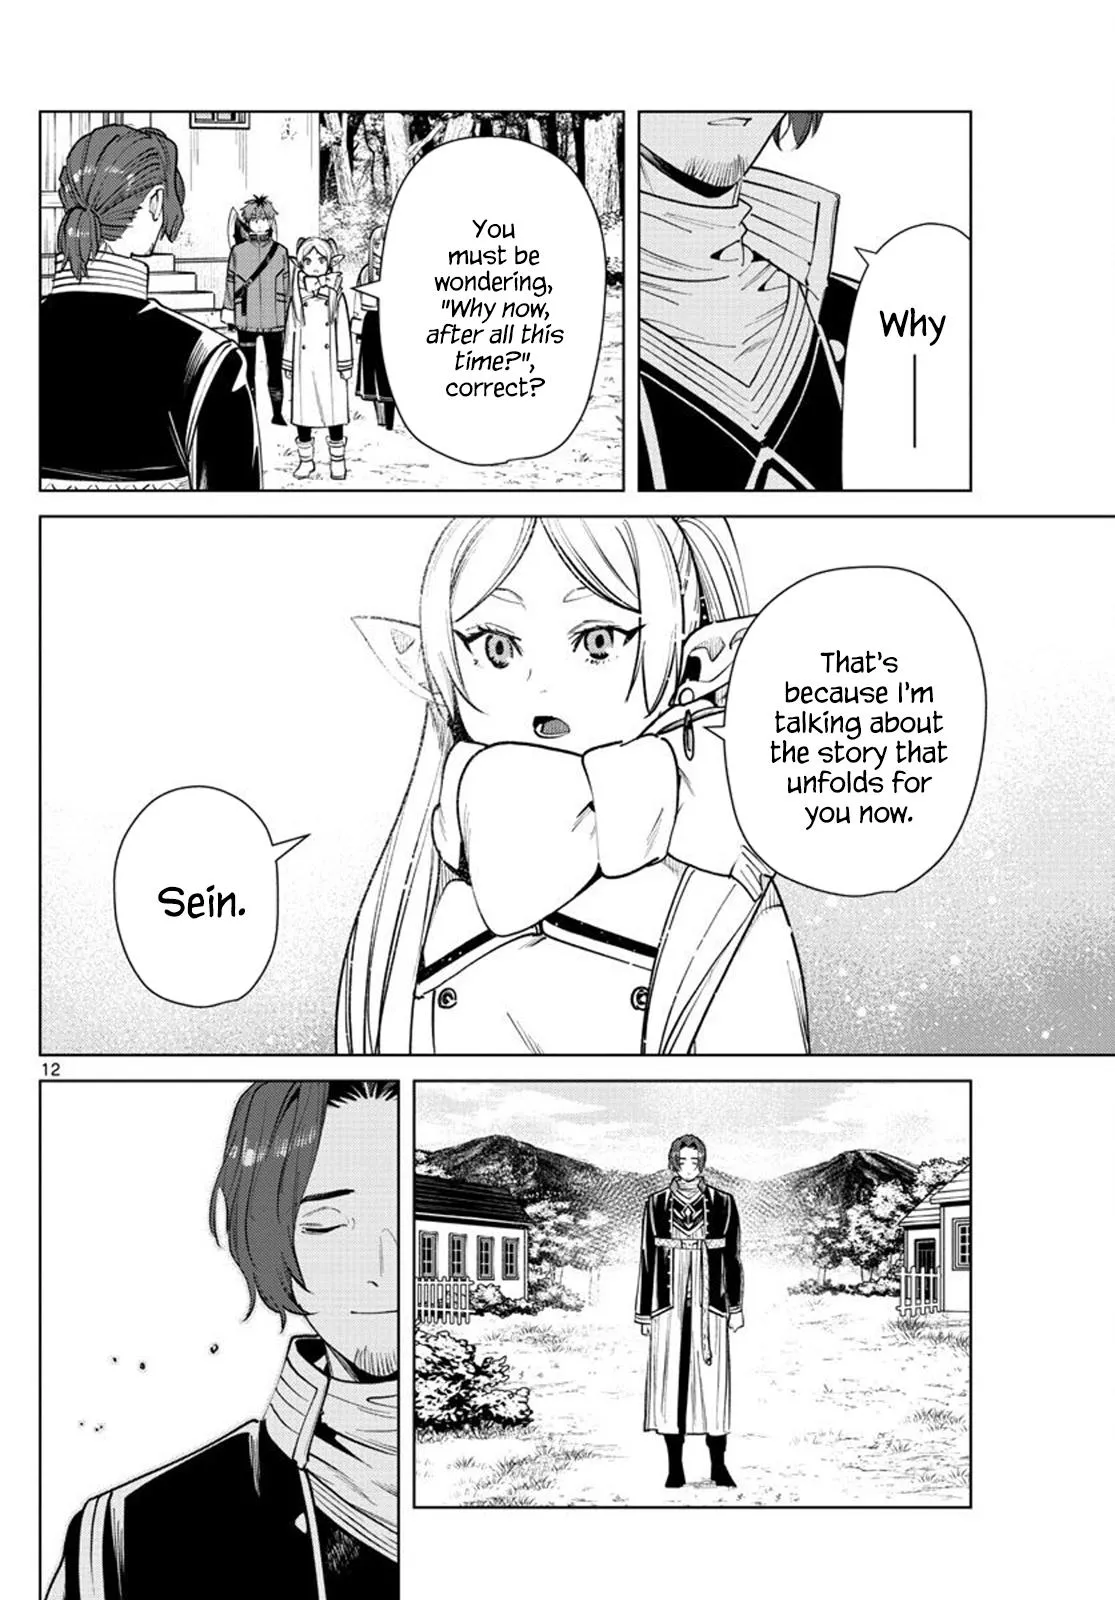 Why
—
You
must be
wondering,
"Why now,
after all this
time?",
correct?
That's
because I'm
talking about
the story that
unfolds for
you now.
Sein.
12